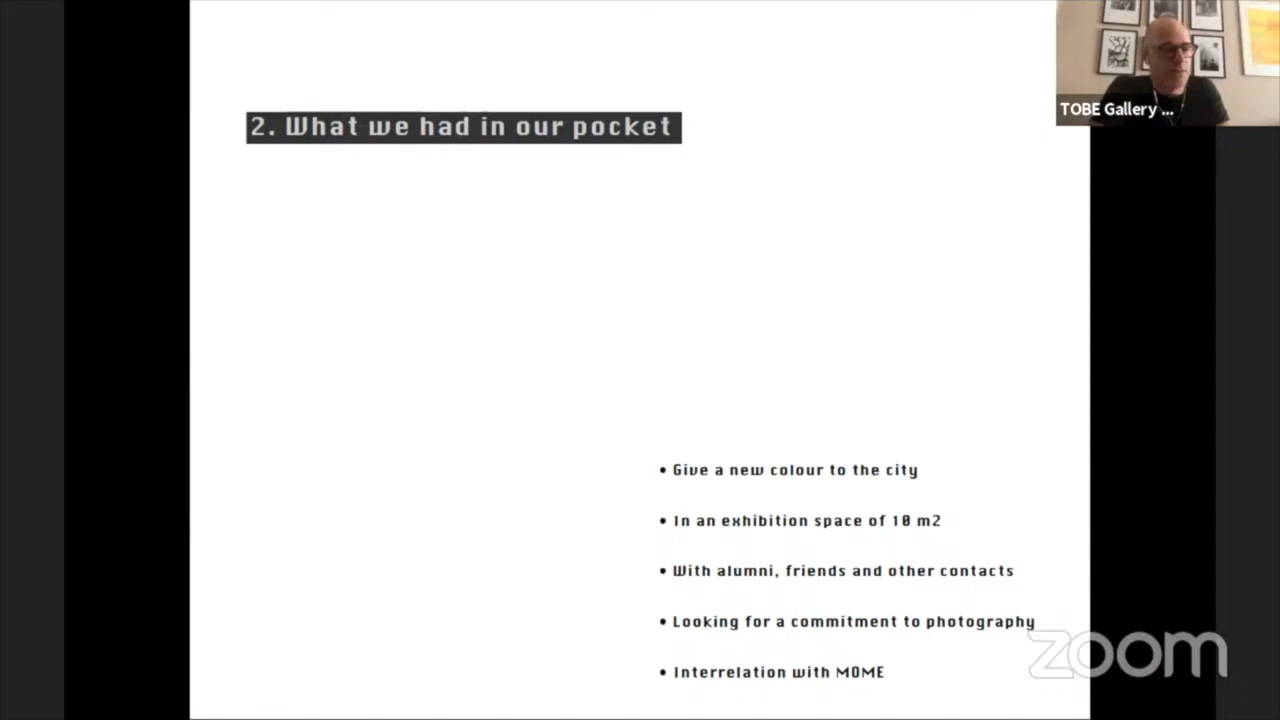 TOBE Gallery ...
2. What we had in our pocket
• Give a new colour to the city
• In an exhibition space of 10 m2
• With alumni, friends and other contacts
• Looking for a commitment to photography
• Interrelation with MOME
zoom